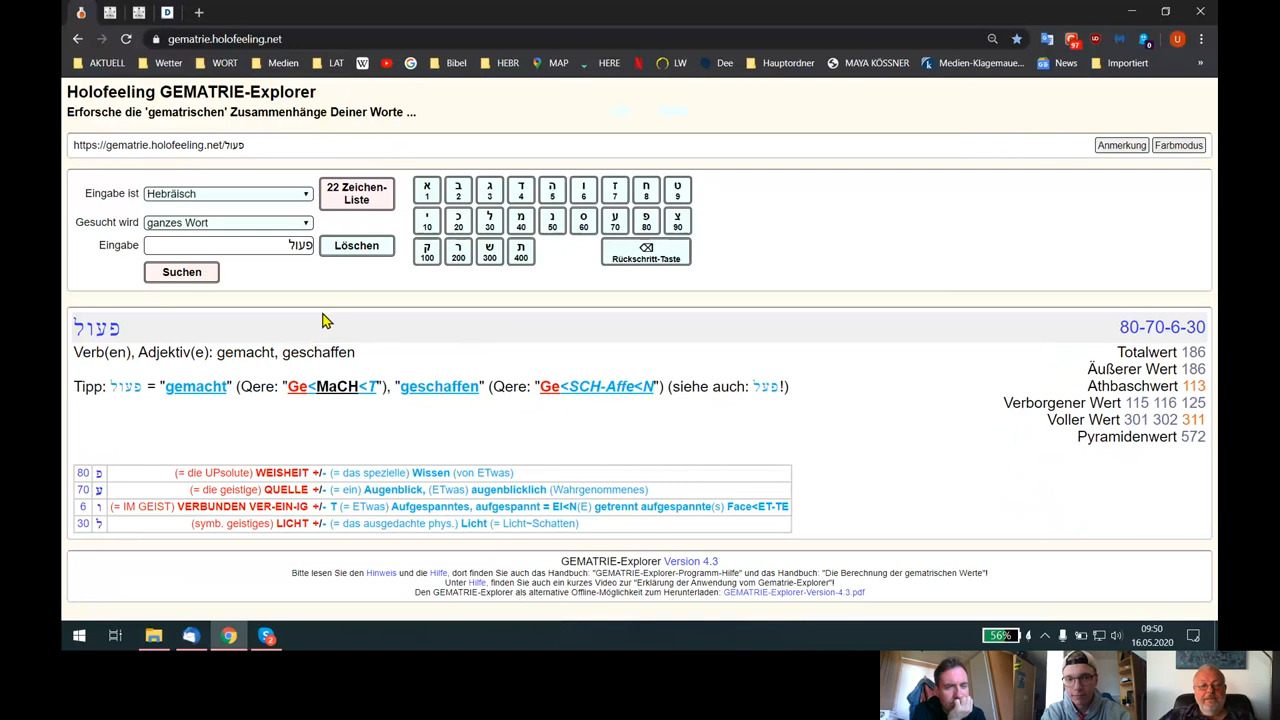 gematrie.holofeeling.net
AKTUELL Wetter WORT Medien LAT Bibel HEBR MAP HERE LW Dee Hauptordner MAYA KÖSSNER Medien-Klagemaue... News Importiert »
Holofeeling GEMATRIE-Explorer
Erforsche die 'gematrischen' Zusammenhänge Deiner Worte ...
https://gematrie.holofeeling.net/פעול Anmerkung Farbmodus
Eingabe ist Hebräisch 22 Zeichen-Liste
Gesucht wird ganzes Wort
Eingabe פעול Löschen
Suchen
א ב ג ד ה ו ז ח ט
1 2 3 4 5 6 7 8 9
י כ ל מ נ ס ע פ צ
10 20 30 40 50 60 70 80 90
ק ר ש ת ⌫
100 200 300 400 Rückschritt-Taste
פעול 80-70-6-30
Verb(en), Adjektiv(e): gemacht, geschaffen
Totalwert 186
Äußerer Wert 186
Athbaschwert 113
Verborgener Wert 115 116 125
Voller Wert 301 302 311
Pyramidenwert 572
Tipp: פעול = "gemacht" (Qere: "Ge<MaCH<T"), "geschaffen" (Qere: "Ge<SCH-Affe<N") (siehe auch: פעל!)
80 פ (= die UPsolute) WEISHEIT +/- (= das spezielle) Wissen (von ETwas)
70 ע (= die geistige) QUELLE +/- (= ein) Augenblick, (ETwas) augenblicklich (Wahrgenommenes)
6 ו (= IM GEIST) VERBUNDEN VER-EIN-IG +/- T (= ETwas) Aufgespanntes, aufgespannt = EI<N(E) getrennt aufgespannte(s) Face<ET-TE
30 ל (symb. geistiges) LICHT +/- (= das ausgedachte phys.) Licht (= Licht~Schatten)
GEMATRIE-Explorer Version 4.3
Bitte lesen Sie den Hinweis und die Hilfe, dort finden Sie auch das Handbuch: "GEMATRIE-Explorer-Programm-Hilfe" und das Handbuch: "Die Berechnung der gematrischen Werte"!
Unter Hilfe, finden Sie auch ein kurzes Video zur "Erklärung der Anwendung vom Gematrie-Explorer"!
Den GEMATRIE-Explorer als alternative Offline-Möglichkeit zum Herunterladen: GEMATRIE-Explorer-Version-4.3.pdf
56% 09:50
16.05.2020